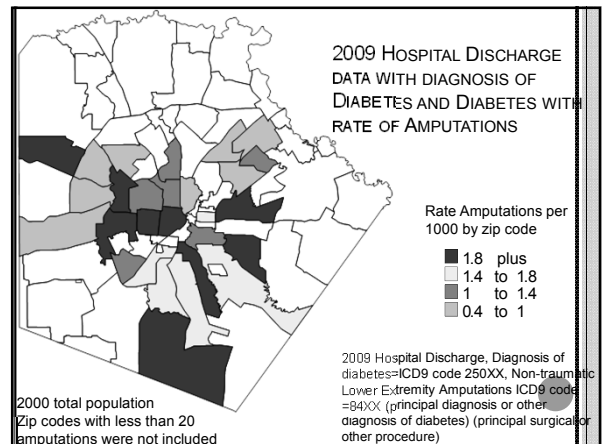 2009 HOSPITAL DISCHARGE
DATA WITH DIAGNOSIS OF
DIABETES AND DIABETES WITH
RATE OF AMPUTATIONS
Rate Amputations per
1000 by zip code
1.8 plus
1.4 to 1.8
1 to 1.4
0.4 to 1
2009 Hospital Discharge, Diagnosis of
diabetes=ICD9 code 250XX, Non-traumatic
Lower Extremity Amputations ICD9 code
=84XX (principal diagnosis or other
diagnosis of diabetes) (principal surgical or
other procedure)
2000 total population
Zip codes with less than 20
amputations were not included